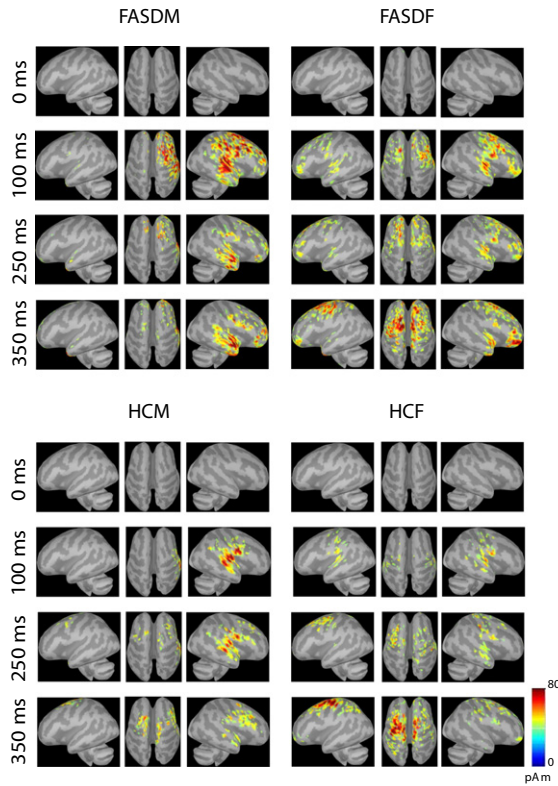 FASDM FASDF
0 ms
100 ms
250 ms
350 ms
HCM HCF
0 ms
100 ms
250 ms
350 ms
80
0
pAm